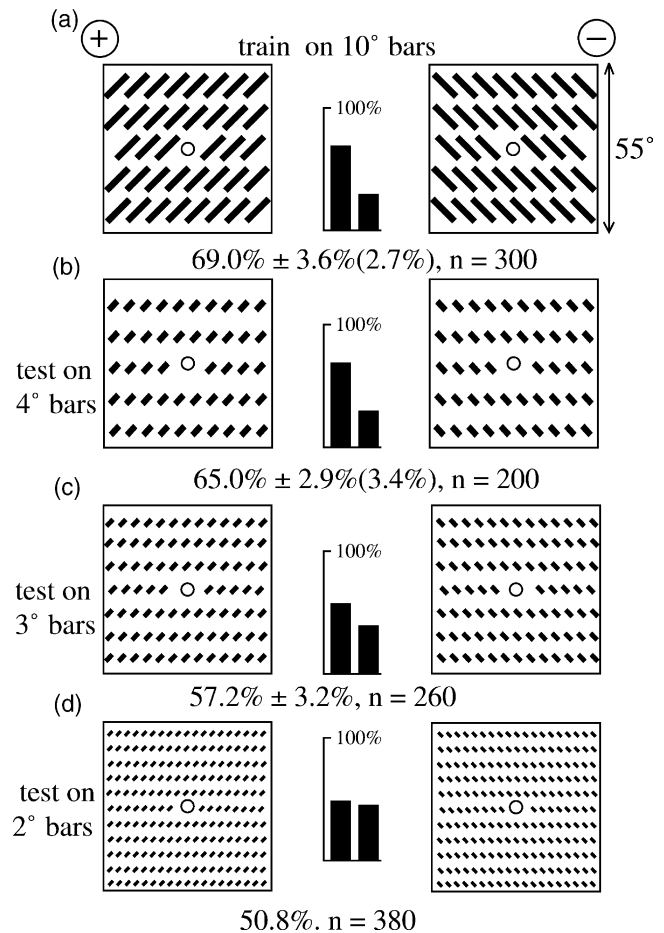 (a)
+ train on 10° bars −
100%
55°
69.0% ± 3.6%(2.7%), n = 300
(b)
100%
test on
4° bars
65.0% ± 2.9%(3.4%), n = 200
(c)
100%
test on
3° bars
57.2% ± 3.2%, n = 260
(d)
100%
test on
2° bars
50.8%. n = 380